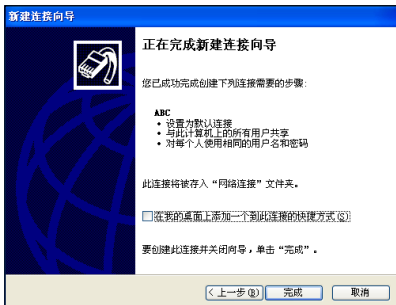 新建连接向导
正在完成新建连接向导
您已成功完成创建下列连接需要的步骤:
ABC
• 设置为默认连接
• 与此计算机上的所有用户共享
• 对每个人使用相同的用户名和密码
此连接将被存入“网络连接”文件夹。
在我的桌面上添加一个到此连接的快捷方式(S)
要创建此连接并关闭向导,单击“完成”。
<上一步(B) 完成 取消